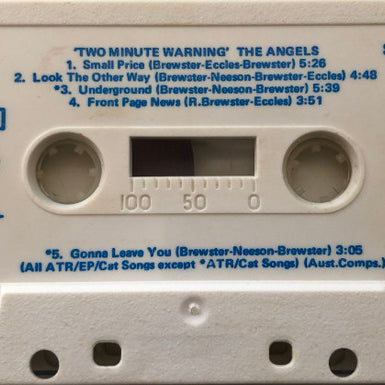 'TWO MINUTE WARNING' THE ANGELS
1. Small Price (Brewster-Eccles-Brewster) 5:26
2. Look The Other Way (Brewster-Neeson-Brewster-Eccles) 4:48
*3. Underground (Brewster-Neeson-Brewster) 5:39
4. Front Page News (R.Brewster-Eccles) 3:51
100 50 0
*5. Gonna Leave You (Brewster-Neeson-Brewster) 3:05
(All ATR/EP/Cat Songs except *ATR/Cat Songs) (Aust.Comps.)